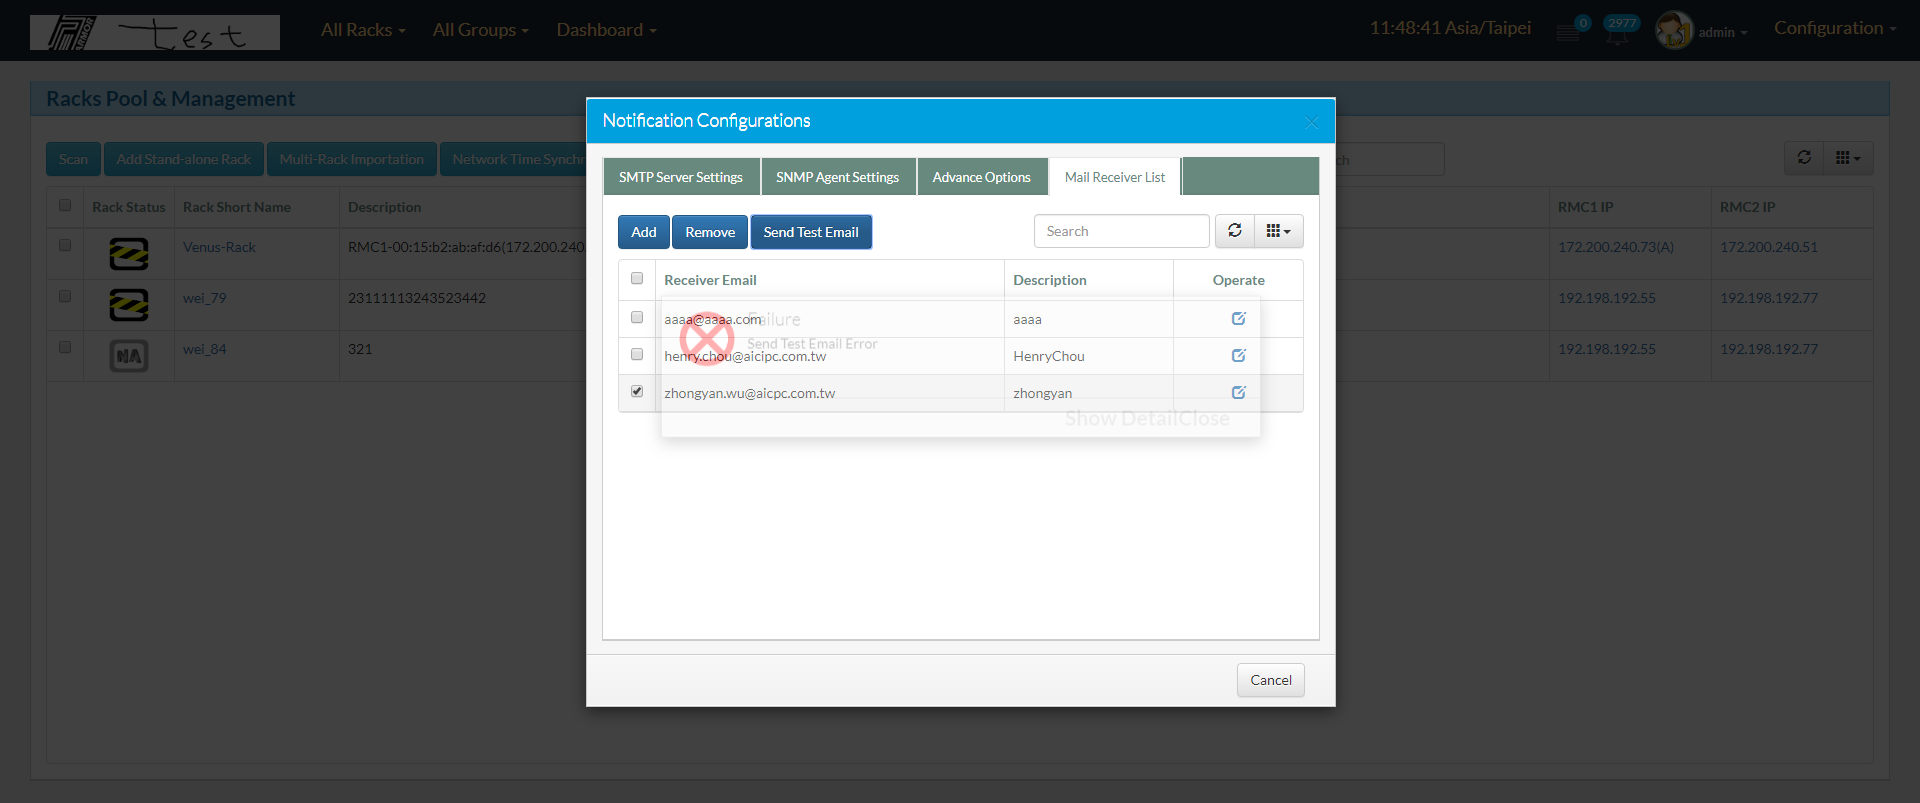 ARMOR test
All Racks
All Groups
Dashboard
11:48:41 Asia/Taipei
0
2977
admin
Configuration
Racks Pool & Management
Scan
Add Stand-alone Rack
Multi-Rack Importation
Network Time Synchr
ch
Rack Status
Rack Short Name
Description
RMC1 IP
RMC2 IP
Venus-Rack
RMC1-00:15:b2:ab:af:d6(172.200.240.
172.200.240.73(A)
172.200.240.51
wei_79
23111113243523442
192.198.192.55
192.198.192.77
NA
wei_84
321
192.198.192.55
192.198.192.77
Notification Configurations
×
SMTP Server Settings
SNMP Agent Settings
Advance Options
Mail Receiver List
Add
Remove
Send Test Email
Search
Receiver Email
Description
Operate
aaaa@aaaa.com
aaaa
henry.chou@aicipc.com.tw
HenryChou
zhongyan.wu@aicpc.com.tw
zhongyan
Failure
Send Test Email Error
Show Detail
Close
Cancel